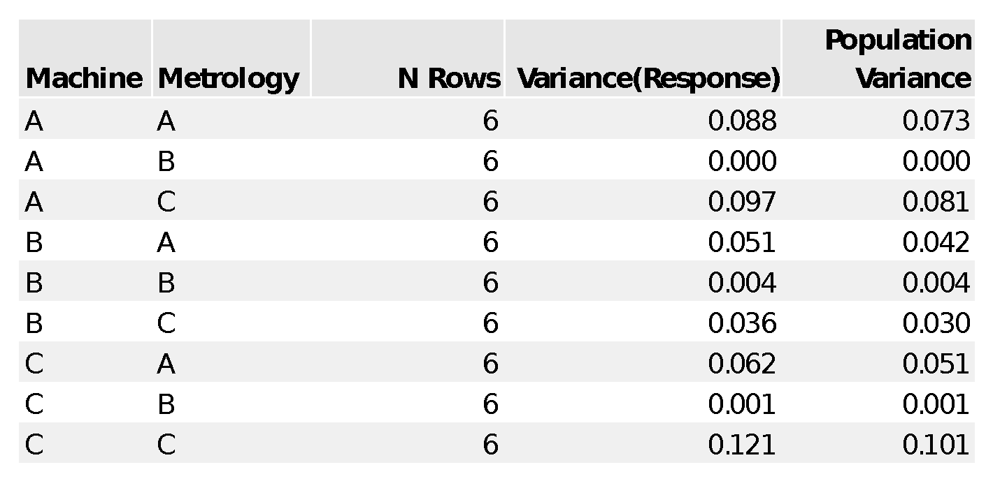 Population
Machine Metrology N Rows Variance(Response) Variance
A A 6 0.088 0.073
A B 6 0.000 0.000
A C 6 0.097 0.081
B A 6 0.051 0.042
B B 6 0.004 0.004
B C 6 0.036 0.030
C A 6 0.062 0.051
C B 6 0.001 0.001
C C 6 0.121 0.101